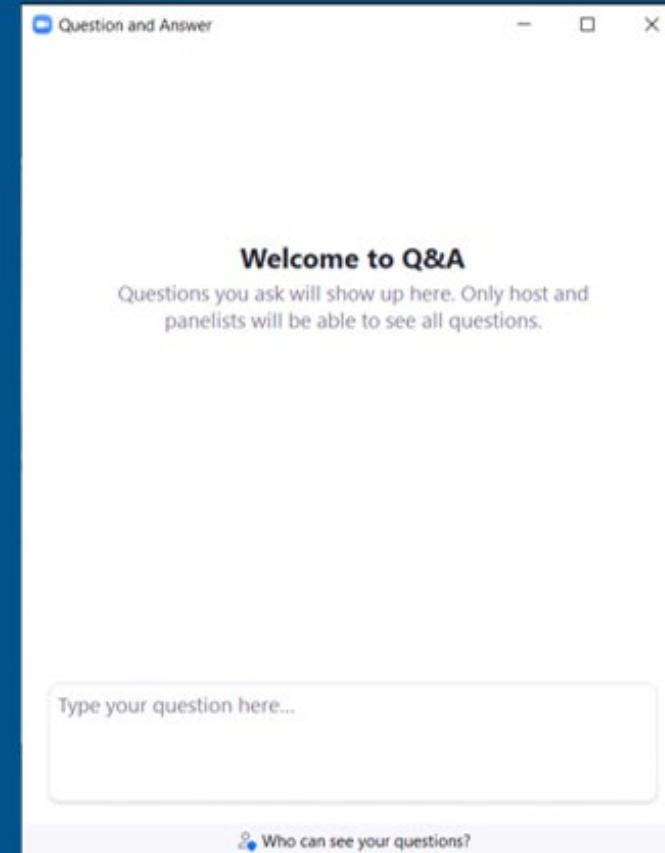 Question and Answer
Welcome to Q&A
Questions you ask will show up here. Only host and
panelists will be able to see all questions.
Type your question here...
Who can see your questions?